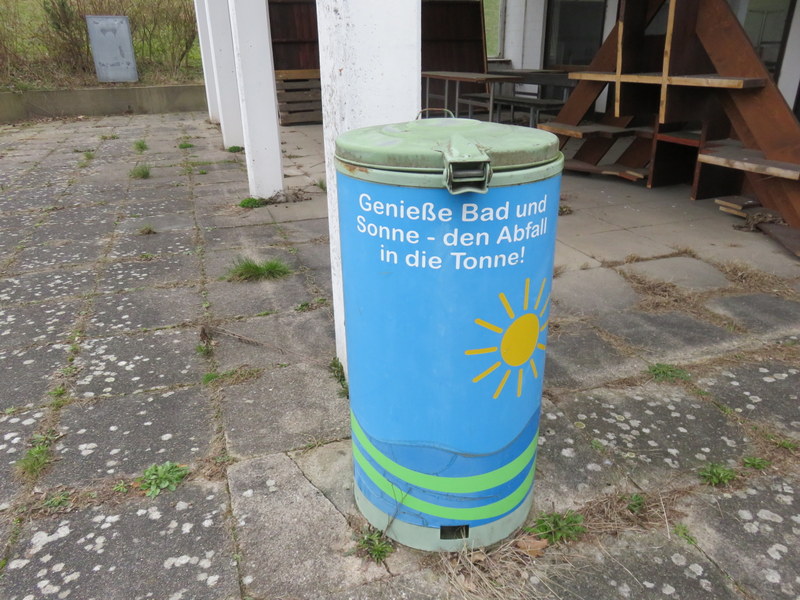 Genieße Bad und
Sonne - den Abfall
in die Tonne!